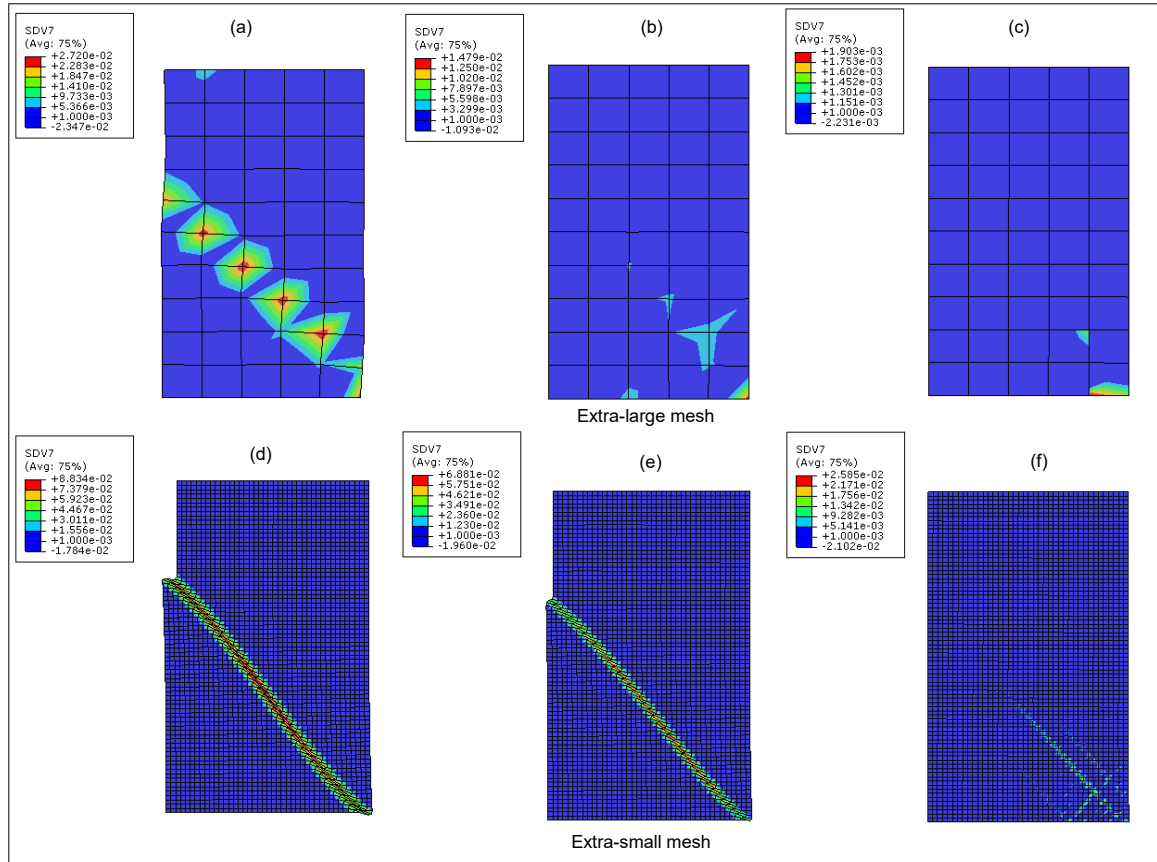 (a)
SDV7
(Avg: 75%)
+2.720e-02
+2.283e-02
+1.847e-02
+1.410e-02
+9.733e-03
+5.366e-03
+1.000e-03
-2.347e-02
(b)
SDV7
(Avg: 75%)
+1.479e-02
+1.250e-02
+1.020e-02
+7.897e-03
+5.598e-03
+3.299e-03
+1.000e-03
-1.093e-02
(c)
SDV7
(Avg: 75%)
+1.903e-03
+1.753e-03
+1.602e-03
+1.452e-03
+1.301e-03
+1.151e-03
+1.000e-03
-2.231e-03
Extra-large mesh
(d)
SDV7
(Avg: 75%)
+8.834e-02
+7.379e-02
+5.923e-02
+4.467e-02
+3.011e-02
+1.556e-02
+1.000e-03
-1.784e-02
(e)
SDV7
(Avg: 75%)
+6.881e-02
+5.751e-02
+4.621e-02
+3.491e-02
+2.360e-02
+1.230e-02
+1.000e-03
-1.960e-02
(f)
SDV7
(Avg: 75%)
+2.585e-02
+2.171e-02
+1.756e-02
+1.342e-02
+9.282e-03
+5.141e-03
+1.000e-03
-2.102e-02
Extra-small mesh